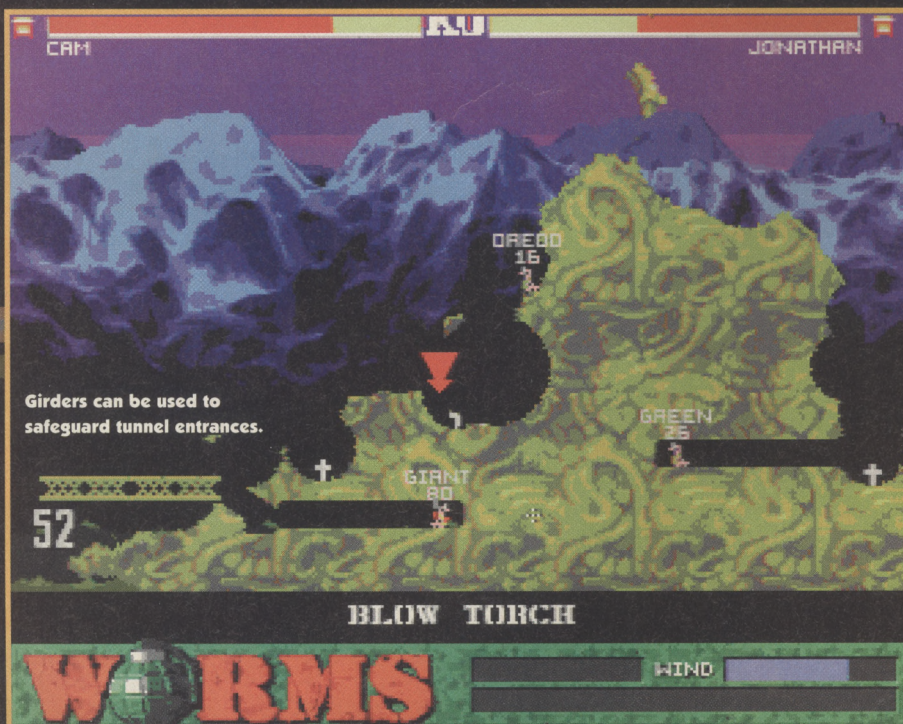 KO
CAM
JONATHAN
DREDD
16
Girders can be used to
safeguard tunnel entrances.
GREEN
26
GIANT
80
52
BLOW TORCH
WORMS
WIND